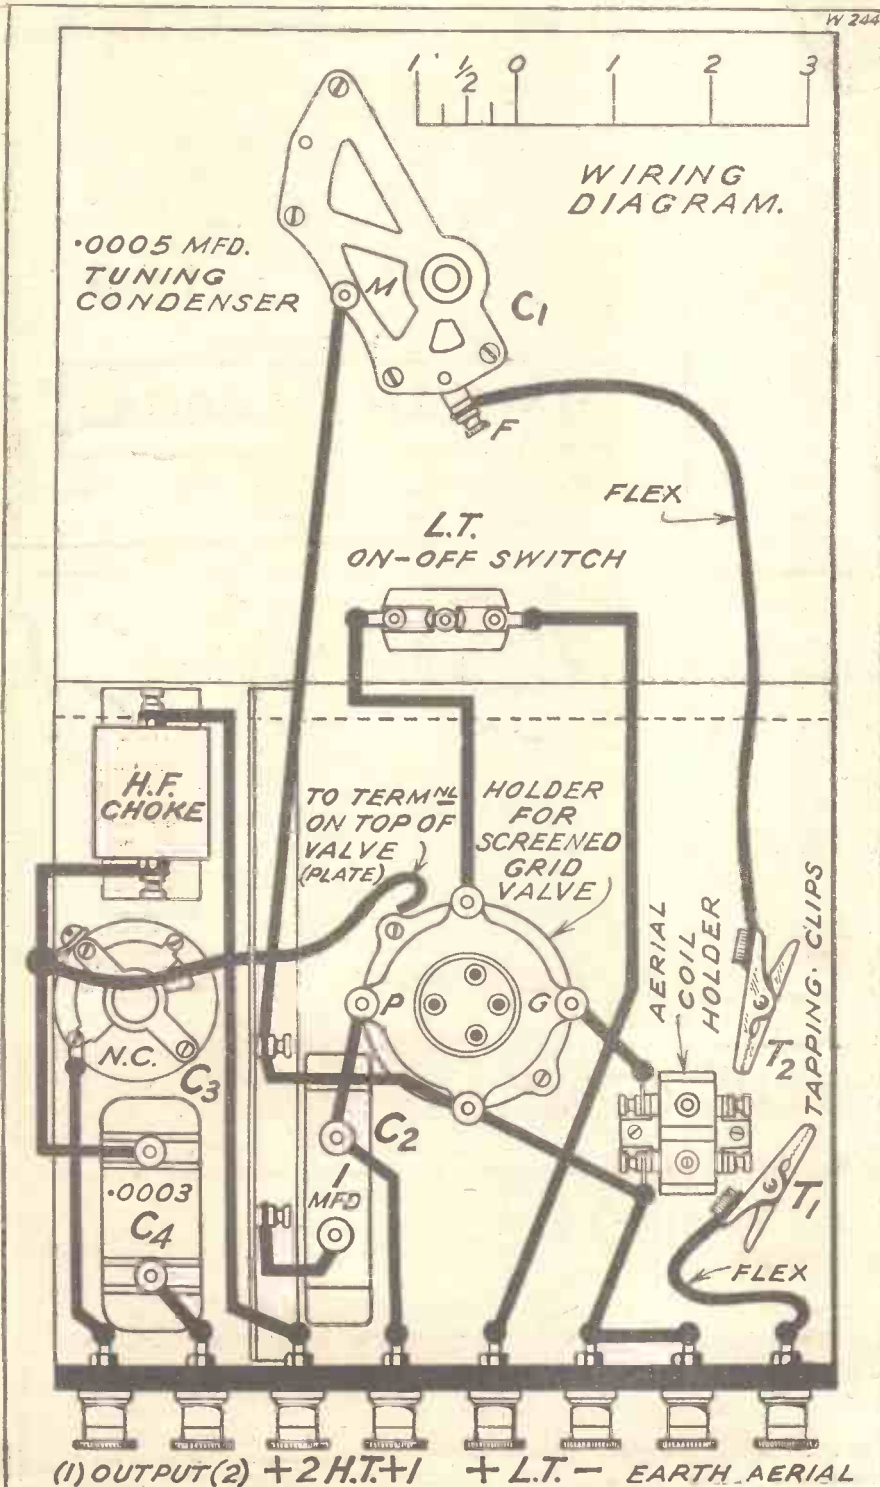 W 244
1 1/2 0 1 2 3
WIRING
DIAGRAM.
.0005 MFD.
TUNING
CONDENSER
M
C1
F
FLEX
L.T.
ON-OFF SWITCH
H.F.
CHOKE
TO TERMNL
ON TOP OF
VALVE
(PLATE)
HOLDER
FOR
SCREENED
GRID
VALVE
AERIAL
COIL
HOLDER
TAPPING. CLIPS
P
G
N.C.
C3
T2
C2
1
MFD
.0003
C4
T1
FLEX
(1) OUTPUT (2) +2 H.T.+1 + L.T. - EARTH AERIAL